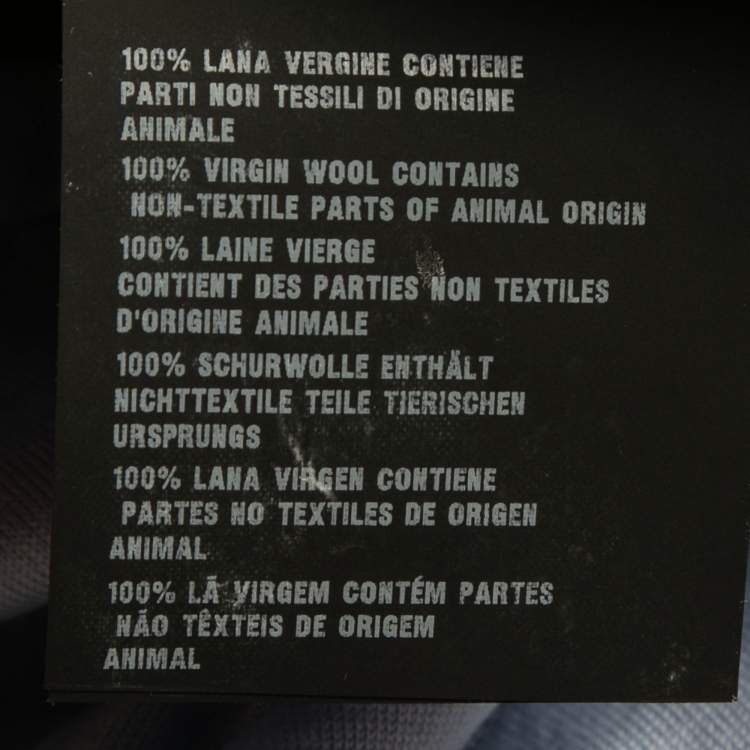 100% LANA VERGINE CONTIENE
PARTI NON TESSILI DI ORIGINE
ANIMALE
100% VIRGIN WOOL CONTAINS
NON-TEXTILE PARTS OF ANIMAL ORIGIN
100% LAINE VIERGE
CONTIENT DES PARTIES NON TEXTILES
D'ORIGINE ANIMALE
100% SCHURWOLLE ENTHÄLT
NICHTTEXTILE TEILE TIERISCHEN
URSPRUNGS
100% LANA VIRGEN CONTIENE
PARTES NO TEXTILES DE ORIGEN
ANIMAL
100% LÃ VIRGEM CONTÉM PARTES
NÃO TÊXTEIS DE ORIGEM
ANIMAL